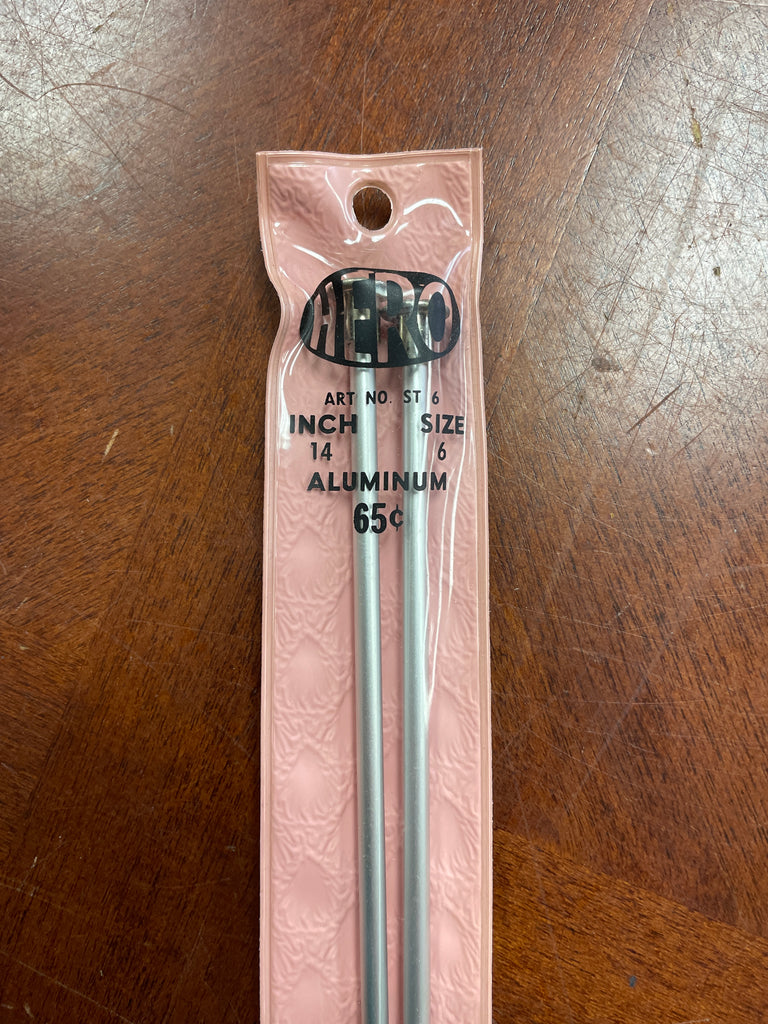 HERO
ART NO. ST 6
INCH SIZE
14 6
ALUMINUM
65¢